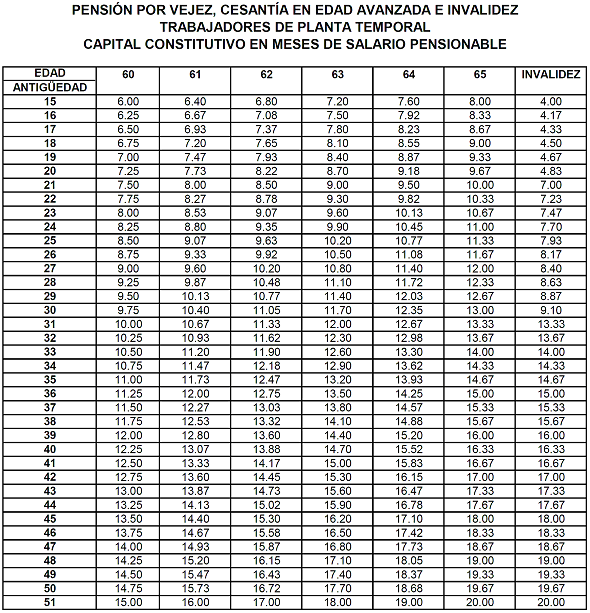 PENSIÓN POR VEJEZ, CESANTÍA EN EDAD AVANZADA E INVALIDEZ
TRABAJADORES DE PLANTA TEMPORAL
CAPITAL CONSTITUTIVO EN MESES DE SALARIO PENSIONABLE
EDAD 60 61 62 63 64 65 INVALIDEZ
ANTIGÜEDAD
15 6.00 6.40 6.80 7.20 7.60 8.00 4.00
16 6.25 6.67 7.08 7.50 7.92 8.33 4.17
17 6.50 6.93 7.37 7.80 8.23 8.67 4.33
18 6.75 7.20 7.65 8.10 8.55 9.00 4.50
19 7.00 7.47 7.93 8.40 8.87 9.33 4.67
20 7.25 7.73 8.22 8.70 9.18 9.67 4.83
21 7.50 8.00 8.50 9.00 9.50 10.00 7.00
22 7.75 8.27 8.78 9.30 9.82 10.33 7.23
23 8.00 8.53 9.07 9.60 10.13 10.67 7.47
24 8.25 8.80 9.35 9.90 10.45 11.00 7.70
25 8.50 9.07 9.63 10.20 10.77 11.33 7.93
26 8.75 9.33 9.92 10.50 11.08 11.67 8.17
27 9.00 9.60 10.20 10.80 11.40 12.00 8.40
28 9.25 9.87 10.48 11.10 11.72 12.33 8.63
29 9.50 10.13 10.77 11.40 12.03 12.67 8.87
30 9.75 10.40 11.05 11.70 12.35 13.00 9.10
31 10.00 10.67 11.33 12.00 12.67 13.33 13.33
32 10.25 10.93 11.62 12.30 12.98 13.67 13.67
33 10.50 11.20 11.90 12.60 13.30 14.00 14.00
34 10.75 11.47 12.18 12.90 13.62 14.33 14.33
35 11.00 11.73 12.47 13.20 13.93 14.67 14.67
36 11.25 12.00 12.75 13.50 14.25 15.00 15.00
37 11.50 12.27 13.03 13.80 14.57 15.33 15.33
38 11.75 12.53 13.32 14.10 14.88 15.67 15.67
39 12.00 12.80 13.60 14.40 15.20 16.00 16.00
40 12.25 13.07 13.88 14.70 15.52 16.33 16.33
41 12.50 13.33 14.17 15.00 15.83 16.67 16.67
42 12.75 13.60 14.45 15.30 16.15 17.00 17.00
43 13.00 13.87 14.73 15.60 16.47 17.33 17.33
44 13.25 14.13 15.02 15.90 16.78 17.67 17.67
45 13.50 14.40 15.30 16.20 17.10 18.00 18.00
46 13.75 14.67 15.58 16.50 17.42 18.33 18.33
47 14.00 14.93 15.87 16.80 17.73 18.67 18.67
48 14.25 15.20 16.15 17.10 18.05 19.00 19.00
49 14.50 15.47 16.43 17.40 18.37 19.33 19.33
50 14.75 15.73 16.72 17.70 18.68 19.67 19.67
51 15.00 16.00 17.00 18.00 19.00 20.00 20.00